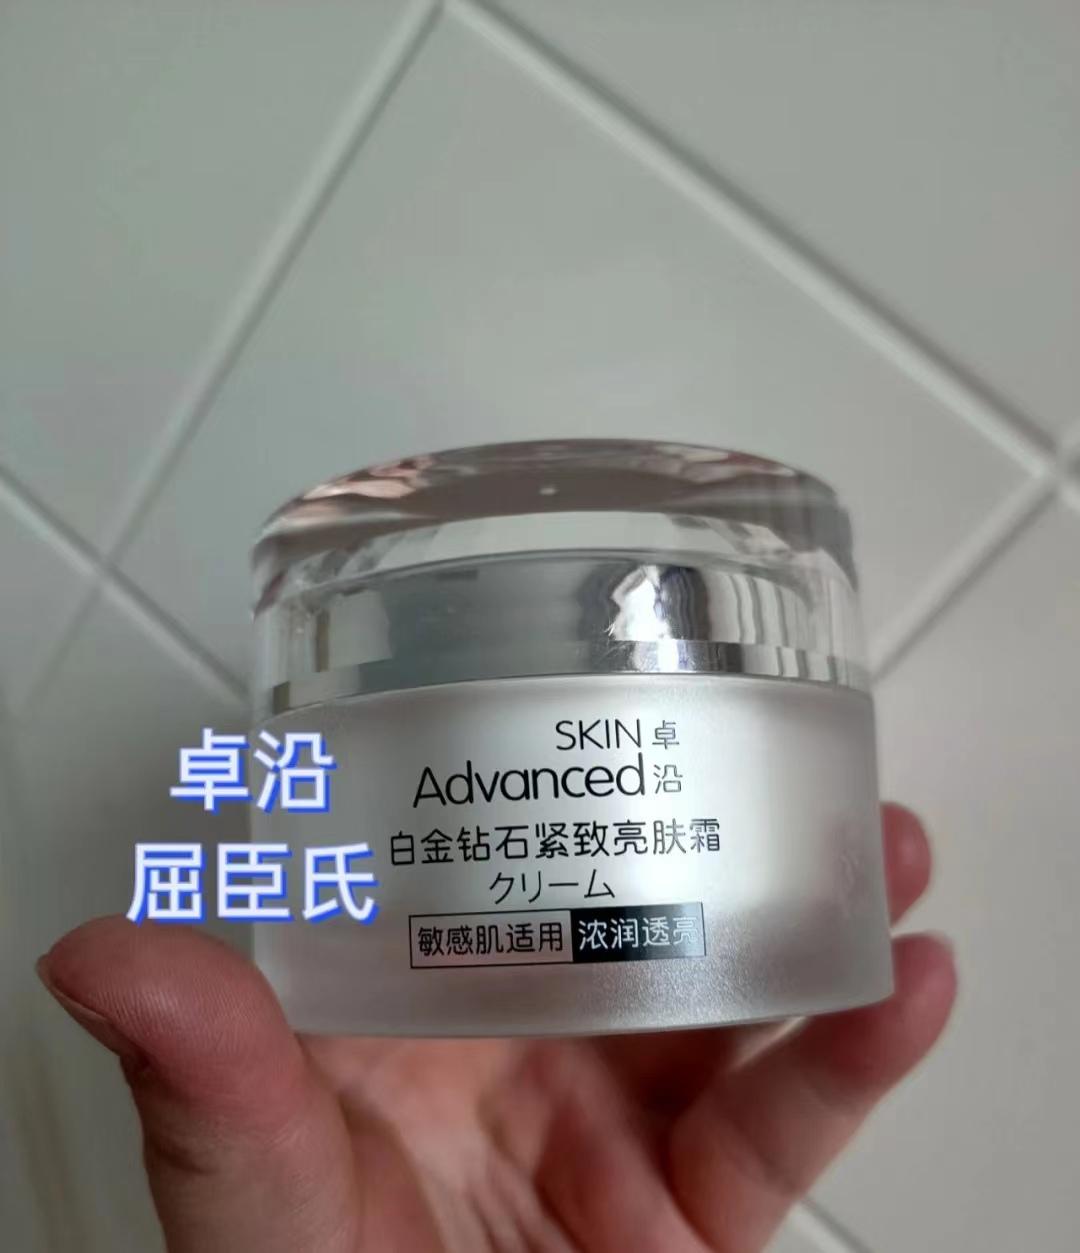 卓沿
屈臣氏
SKIN 卓
Advanced 沿
白金钻石紧致亮肤霜
クリーム
敏感肌适用 浓润透亮